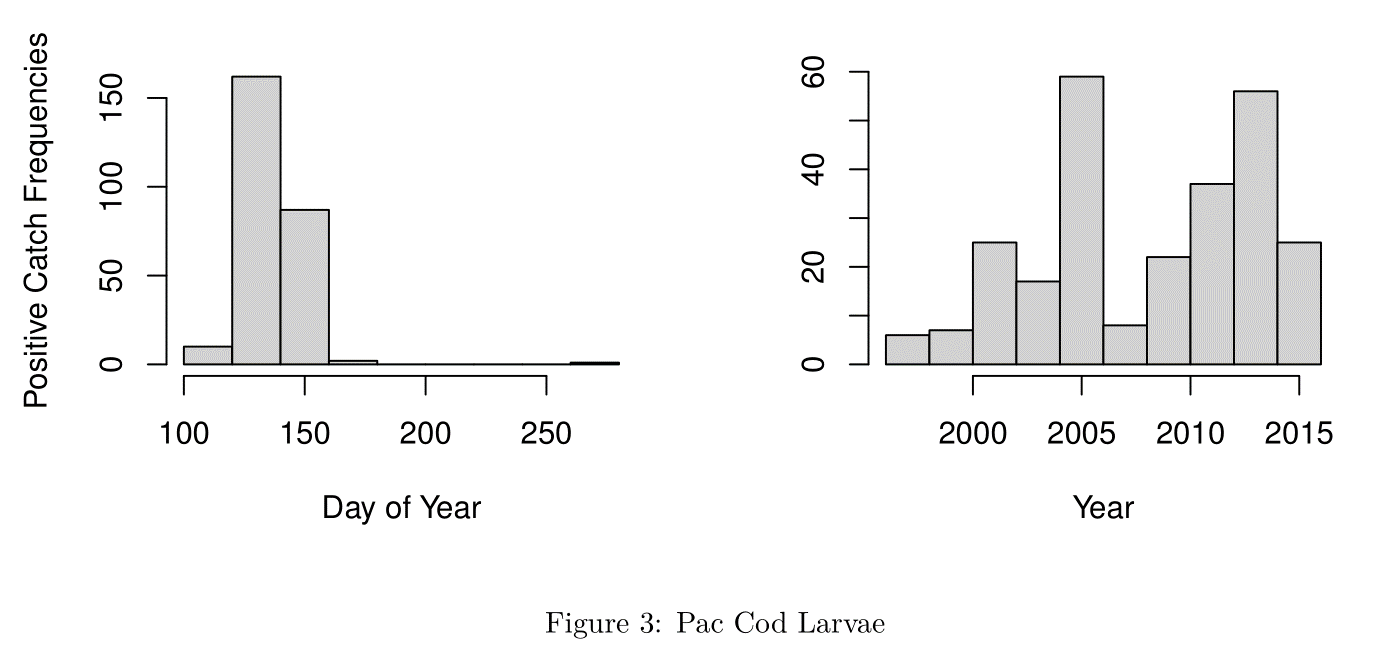 Positive Catch Frequencies
150
100
50
0
100 150 200 250
Day of Year
60
40
20
0
2000 2005 2010 2015
Year
Figure 3: Pac Cod Larvae